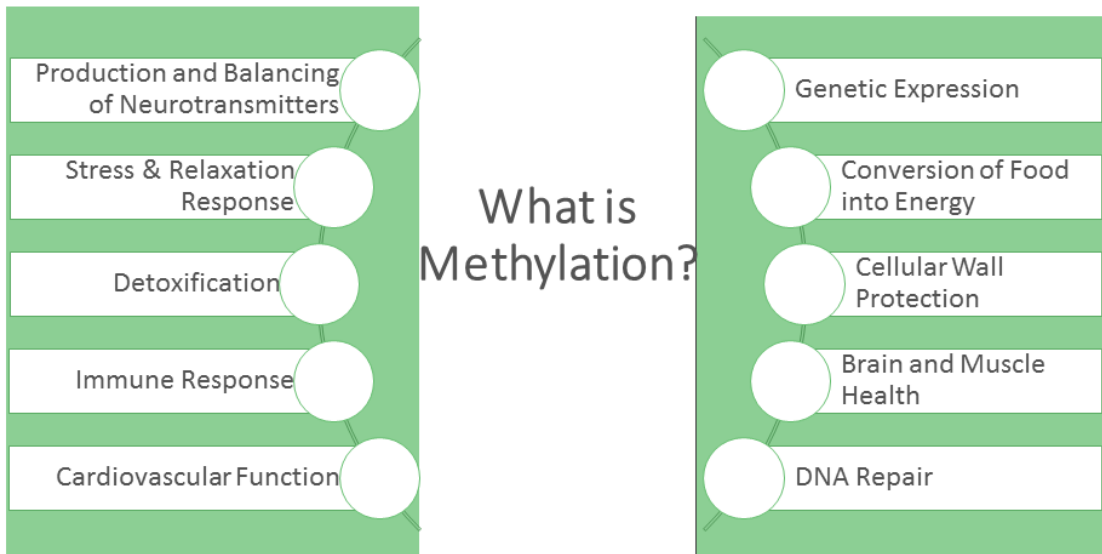 Production and Balancing
of Neurotransmitters
Stress & Relaxation
Response
Detoxification
Immune Response
Cardiovascular Function
What is
Methylation?
Genetic Expression
Conversion of Food
into Energy
Cellular Wall
Protection
Brain and Muscle
Health
DNA Repair